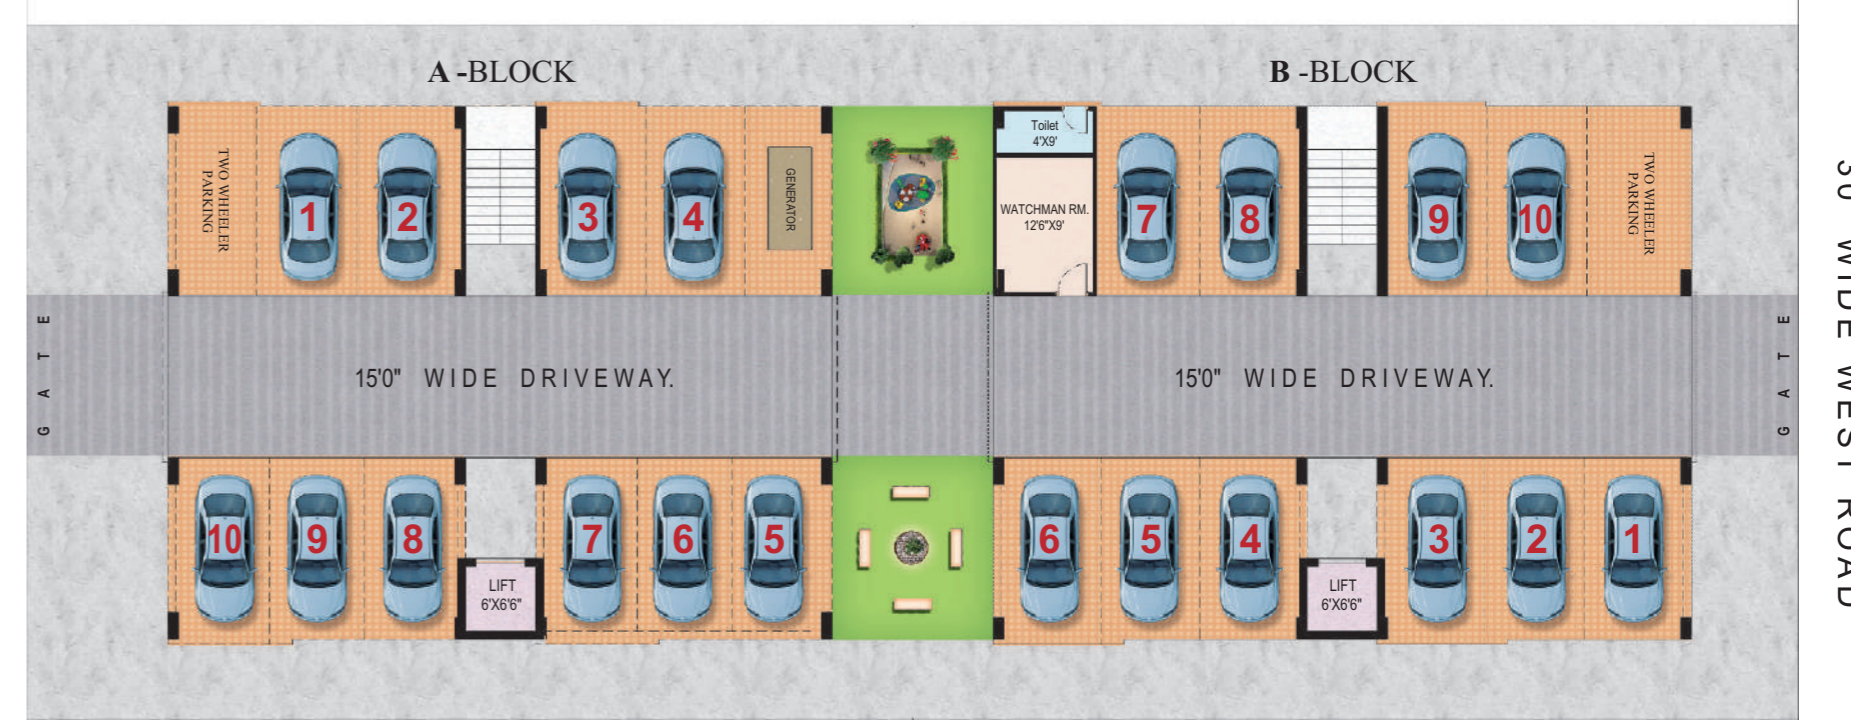 A -BLOCK
B -BLOCK
TWO WHEELER
PARKING
1
2
3
4
GENERATOR
Toilet
4'X9'
WATCHMAN RM.
12'6"X9'
7
8
9
10
TWO WHEELER
PARKING
GATE
15'0" WIDE DRIVEWAY.
15'0" WIDE DRIVEWAY.
GATE
10
9
8
LIFT
6'X6'6"
7
6
5
6
5
4
LIFT
6'X6'6"
3
2
1
WIDE WEST ROAD